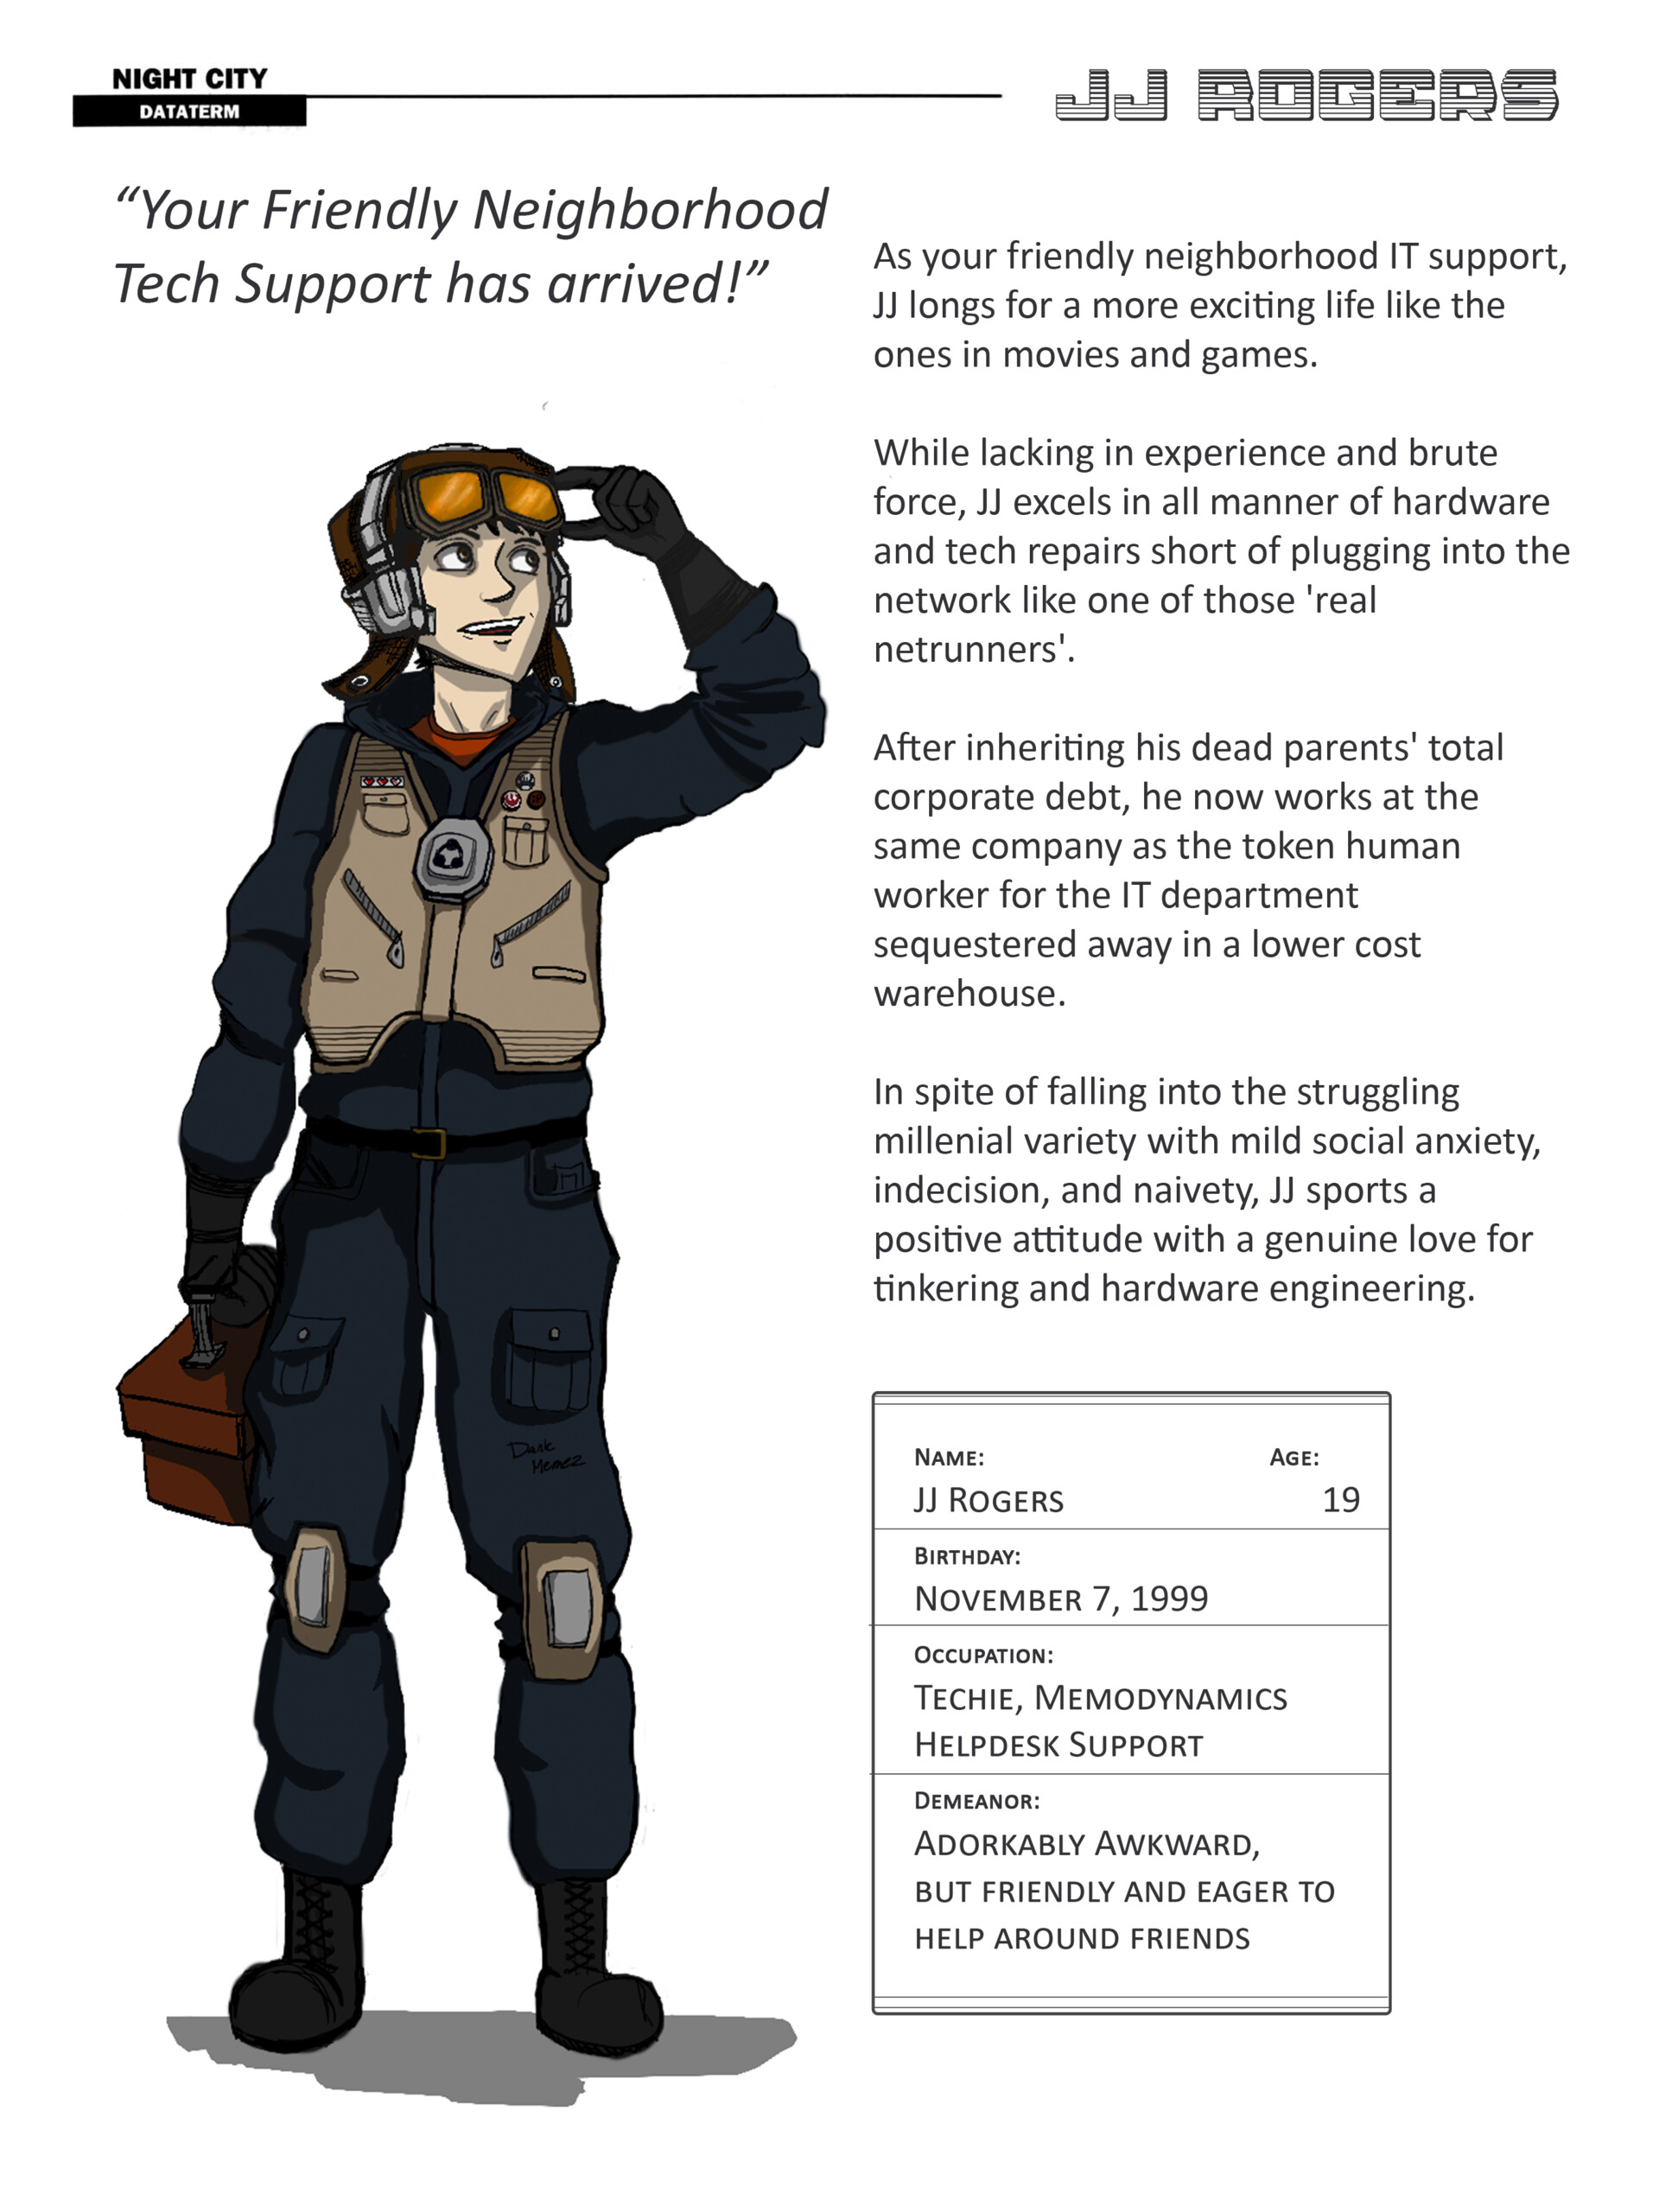 NIGHT CITY
DATATERM
JJ ROGERS
“Your Friendly Neighborhood
Tech Support has arrived!”
As your friendly neighborhood IT support,
JJ longs for a more exciting life like the
ones in movies and games.
While lacking in experience and brute
force, JJ excels in all manner of hardware
and tech repairs short of plugging into the
network like one of those 'real
netrunners'.
After inheriting his dead parents' total
corporate debt, he now works at the
same company as the token human
worker for the IT department
sequestered away in a lower cost
warehouse.
In spite of falling into the struggling
millenial variety with mild social anxiety,
indecision, and naivety, JJ sports a
positive attitude with a genuine love for
tinkering and hardware engineering.
Dank
Memez
NAME: AGE:
JJ ROGERS 19
BIRTHDAY:
NOVEMBER 7, 1999
OCCUPATION:
TECHIE, MEMODYNAMICS
HELPDESK SUPPORT
DEMEANOR:
ADORKABLY AWKWARD,
BUT FRIENDLY AND EAGER TO
HELP AROUND FRIENDS